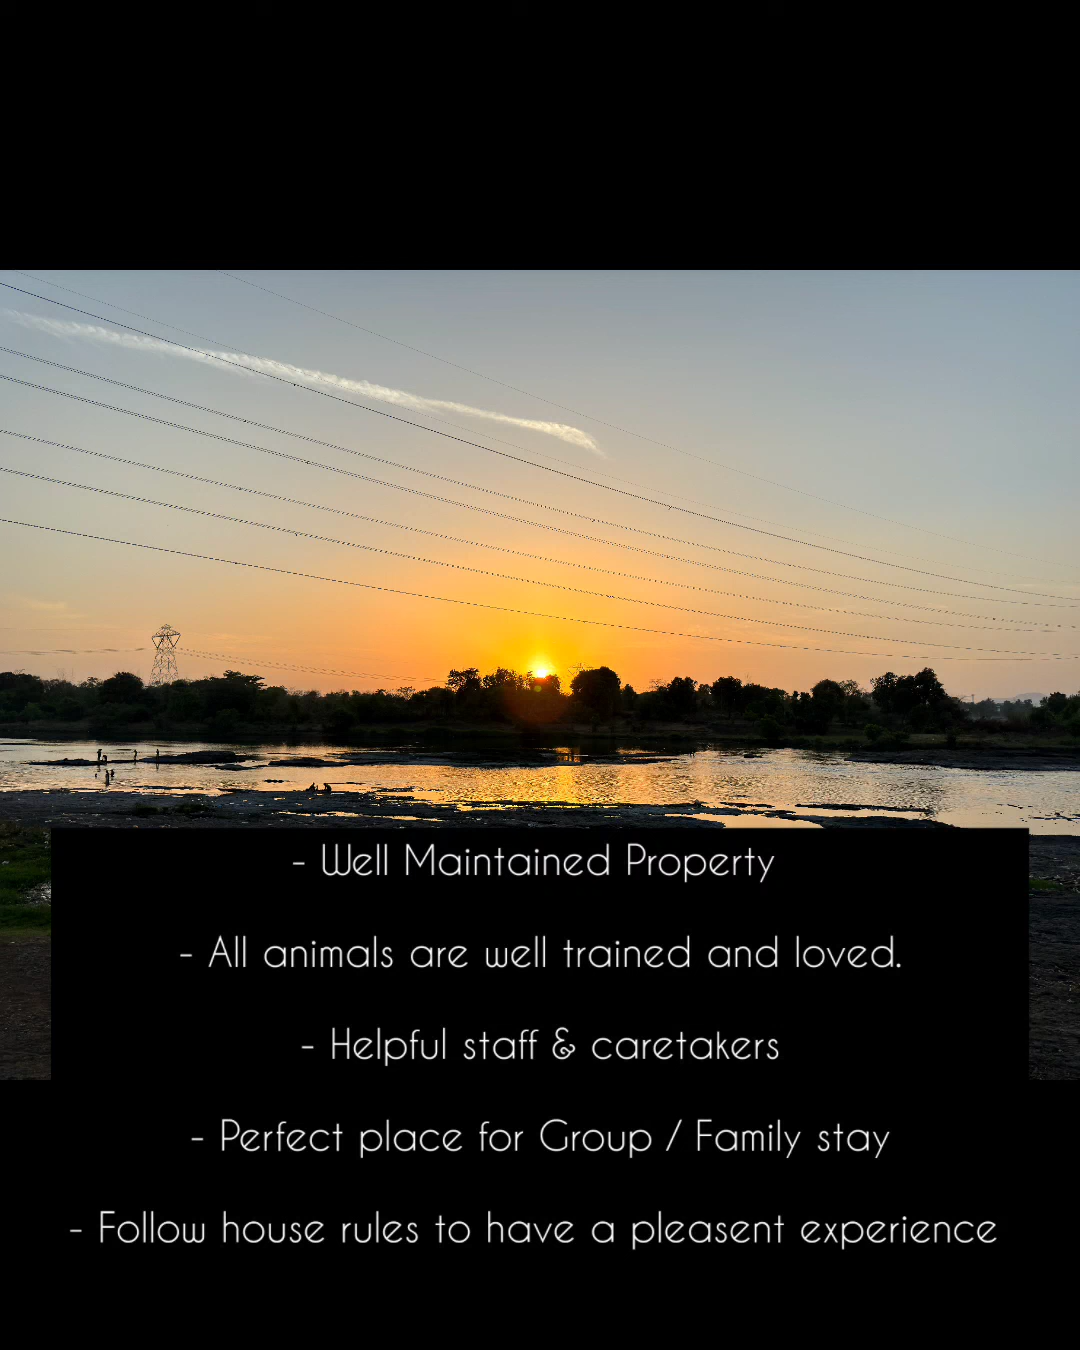 - Well Maintained Property
- All animals are well trained and loved.
- Helpful staff & caretakers
- Perfect place for Group / Family stay
- Follow house rules to have a pleasent experience